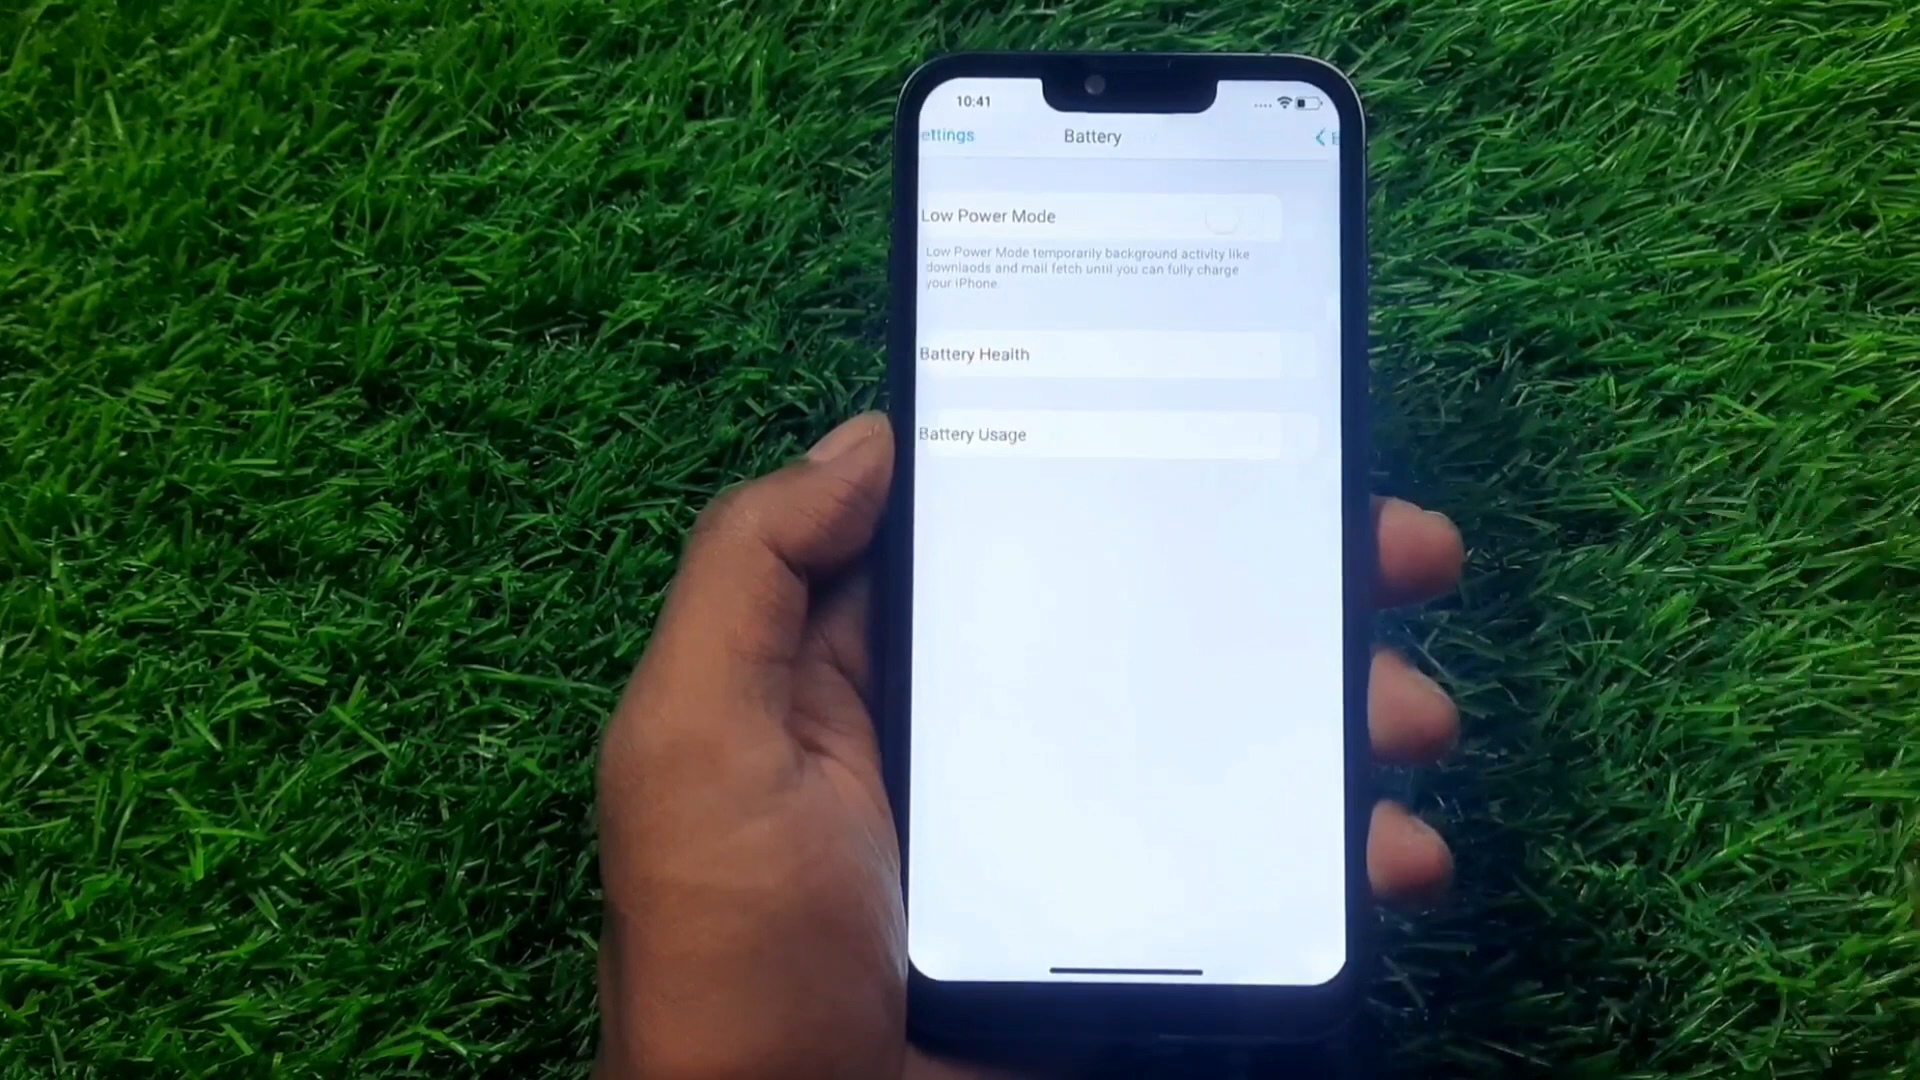 10:41
ettings
Battery
Low Power Mode
Low Power Mode temporarily background activity like
downlaods and mail fetch until you can fully charge
your iPhone
Battery Health
Battery Usage